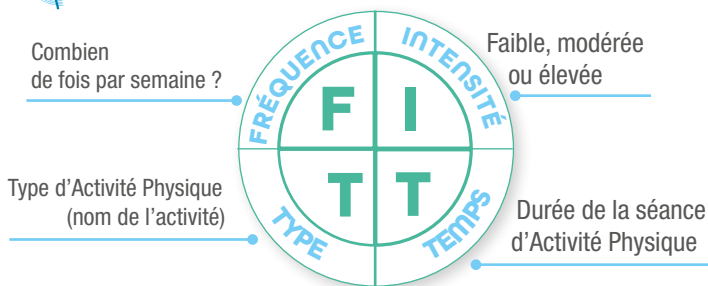 Combien
de fois par semaine ?
FRÉQUENCE
INTENSITÉ
Faible, modérée
ou élevée
F I
T T
Type d'Activité Physique
(nom de l'activité)
TYPE
TEMPS
Durée de la séance
d'Activité Physique